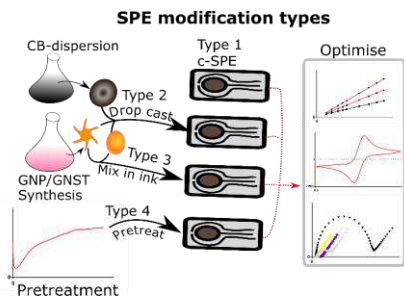 SPE modification types
CB-dispersion
Type 1
c-SPE
Optimise
Type 2
Drop cast
GNP/GNST
Synthesis
Type 3
Mix in ink
Type 4
Pretreat
Pretreatment